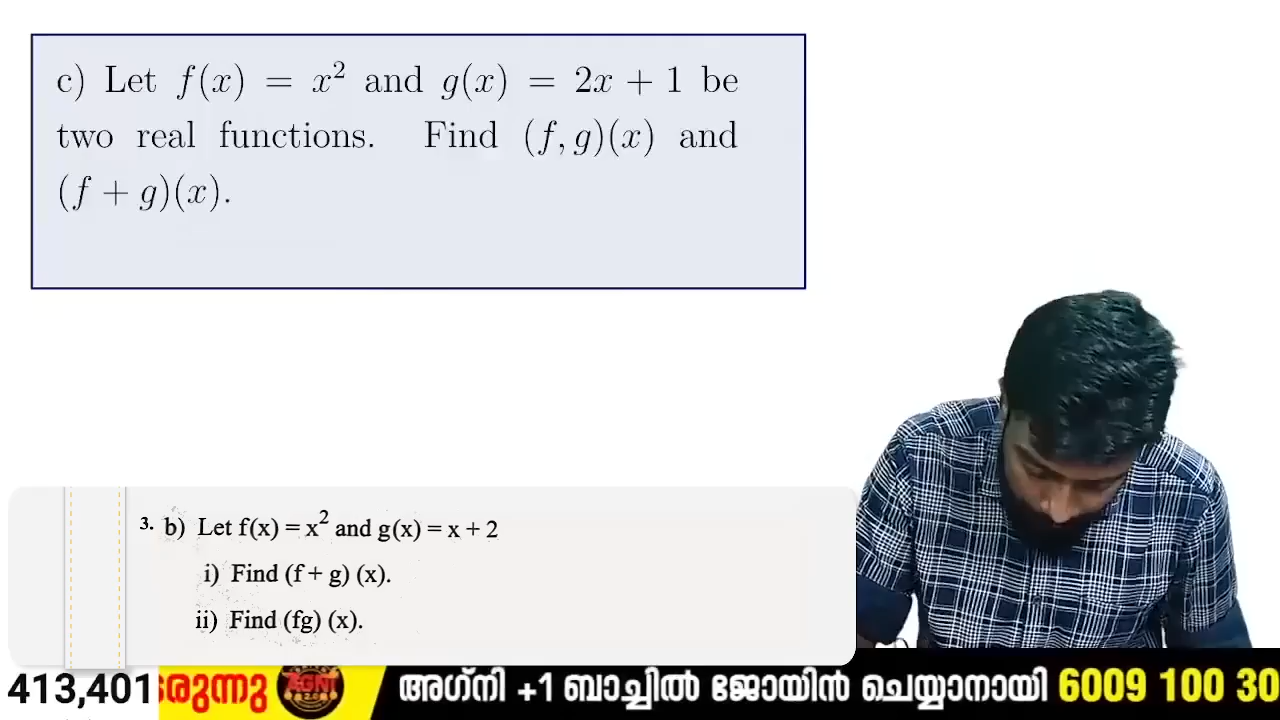 c) Let f(x) = x² and g(x) = 2x + 1 be
two real functions. Find (f, g)(x) and
(f + g)(x).
3. b) Let f(x) = x² and g(x) = x + 2
i) Find (f + g) (x).
ii) Find (fg) (x).
413,401
രുന്നു
AGNI
അഗ്നി +1 ബാച്ചിൽ ജോയിൻ ചെയ്യാനായി 6009 100 30